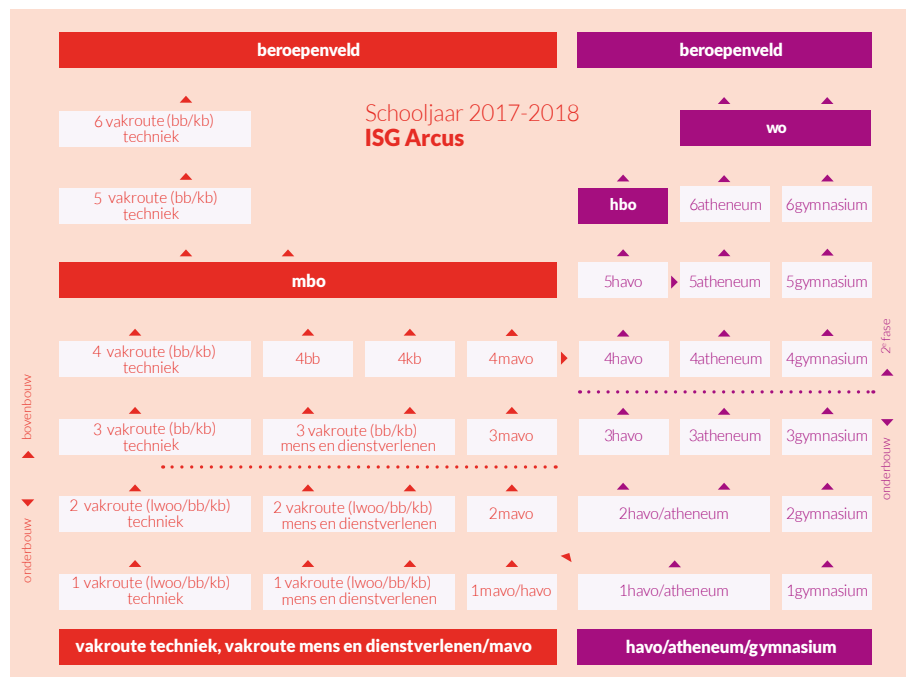 beroepenveld
beroepenveld
Schooljaar 2017-2018
ISG Arcus
6 vakroute (bb/kb)
techniek
wo
5 vakroute (bb/kb)
techniek
hbo
6atheneum
6gymnasium
mbo
5havo
5atheneum
5gymnasium
4 vakroute (bb/kb)
techniek
4bb
4kb
4mavo
4havo
4atheneum
4gymnasium
2e fase
bovenbouw
3 vakroute (bb/kb)
techniek
3 vakroute (bb/kb)
mens en dienstverlenen
3mavo
3havo
3atheneum
3gymnasium
onderbouw
2 vakroute (lwoo/bb/kb)
techniek
2 vakroute (lwoo/bb/kb)
mens en dienstverlenen
2mavo
2havo/atheneum
2gymnasium
onderbouw
1 vakroute (lwoo/bb/kb)
techniek
1 vakroute (lwoo/bb/kb)
mens en dienstverlenen
1mavo/havo
1havo/atheneum
1gymnasium
vakroute techniek, vakroute mens en dienstverlenen/mavo
havo/atheneum/gymnasium